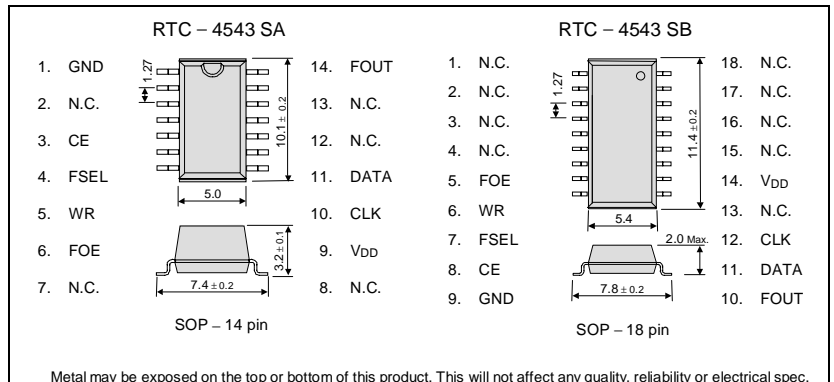 RTC – 4543 SA
1. GND
2. N.C.
3. CE
4. FSEL
5. WR
6. FOE
7. N.C.
1.27
10.1± 0.2
5.0
3.2±0.1
7.4±0.2
14. FOUT
13. N.C.
12. N.C.
11. DATA
10. CLK
9. VDD
8. N.C.
SOP – 14 pin
RTC – 4543 SB
1. N.C.
2. N.C.
3. N.C.
4. N.C.
5. FOE
6. WR
7. FSEL
8. CE
9. GND
1.27
11.4±0.2
5.4
2.0 Max.
7.8±0.2
18. N.C.
17. N.C.
16. N.C.
15. N.C.
14. VDD
13. N.C.
12. CLK
11. DATA
10. FOUT
SOP – 18 pin
Metal may be exposed on the top or bottom of this product. This will not affect any quality, reliability or electrical spec.